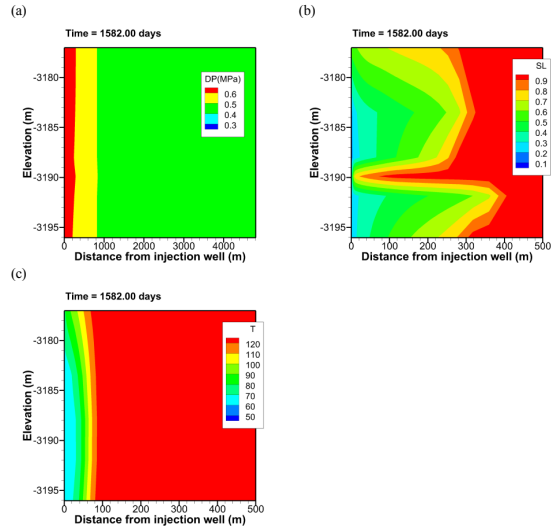 (a)
Time = 1582.00 days
Elevation (m)
-3180
-3185
-3190
-3195
DP(MPa)
0.6
0.5
0.5
0.4
0.3
0 1000 2000 3000 4000
Distance from injection well (m)
(b)
Time = 1582.00 days
Elevation (m)
-3180
-3185
-3190
-3195
SL
0.9
0.8
0.7
0.6
0.5
0.4
0.3
0.2
0.1
0 100 200 300 400 500
Distance from injection well (m)
(c)
Time = 1582.00 days
Elevation (m)
-3180
-3185
-3190
-3195
T
120
110
100
90
80
70
60
50
0 100 200 300 400 500
Distance from injection well (m)